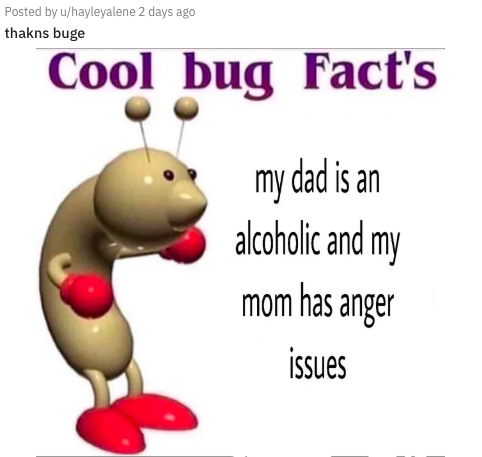 Posted by u/hayleyalene 2 days ago
thakns buge
Cool bug Fact's
my dad is an
alcoholic and my
mom has anger
issues